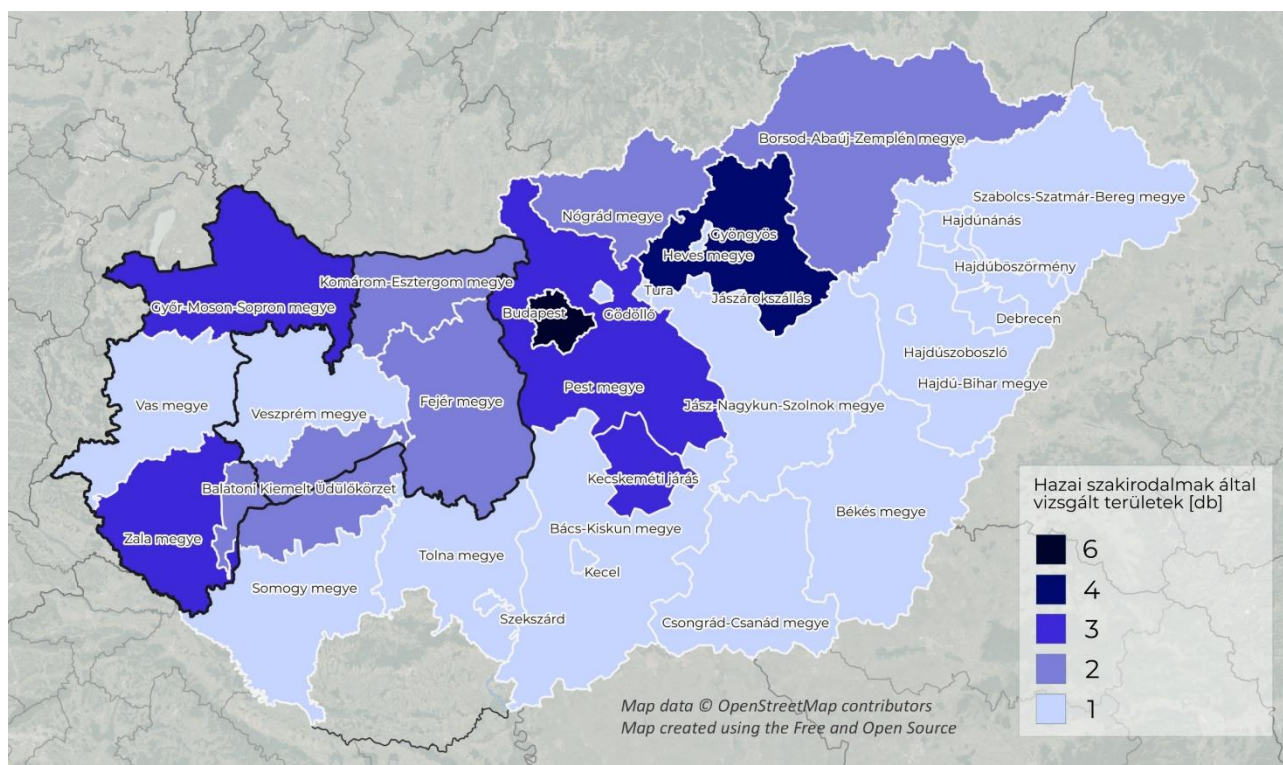 Borsod-Abaúj-Zemplén megye
Szabolcs-Szatmár-Bereg megye
Nógrád megye
Hajdúnánás
Gyöngyös
Heves megye
Hajdúböszörmény
Komárom-Esztergom megye
Tura
Jászárokszállás
Győr-Moson-Sopron megye
Budapest
Gödöllő
Debrecen
Hajdúszoboszló
Hajdú-Bihar megye
Pest megye
Vas megye
Veszprém megye
Fejér megye
Jász-Nagykun-Szolnok megye
Kecskeméti járás
Balatoni Kiemelt Üdülőkörzet
Békés megye
Bács-Kiskun megye
Zala megye
Tolna megye
Kecel
Somogy megye
Szekszárd
Csongrád-Csanád megye
Hazai szakirodalmak által
vizsgált területek [db]
6
4
3
2
1
Map data © OpenStreetMap contributors
Map created using the Free and Open Source